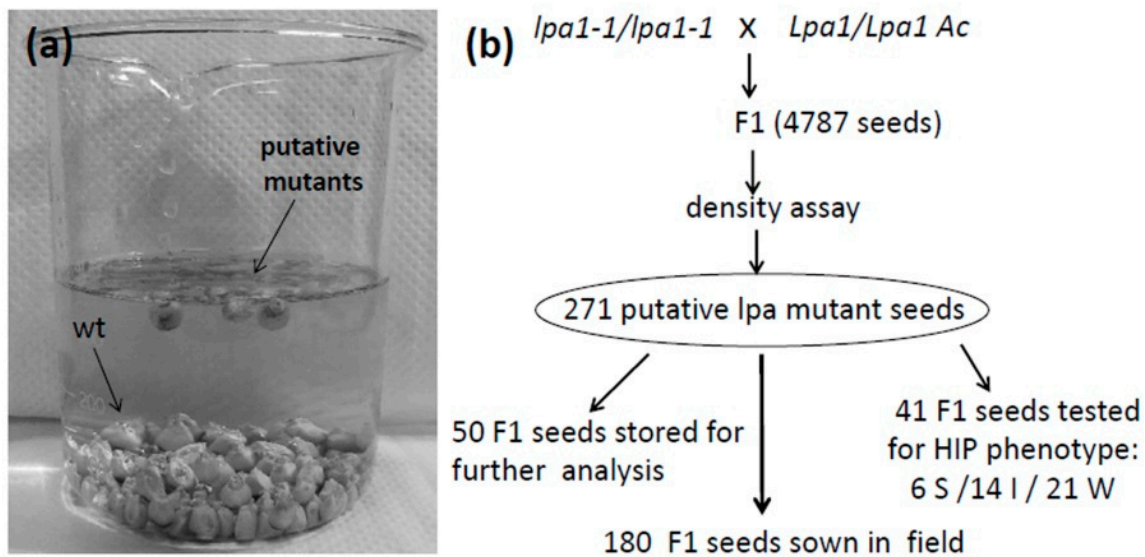 (a)
putative
mutants
wt
200
(b)
lpa1-1/lpa1-1 X Lpa1/Lpa1 Ac
F1 (4787 seeds)
density assay
271 putative lpa mutant seeds
50 F1 seeds stored for
further analysis
41 F1 seeds tested
for HIP phenotype:
6 S /14 I / 21 W
180 F1 seeds sown in field